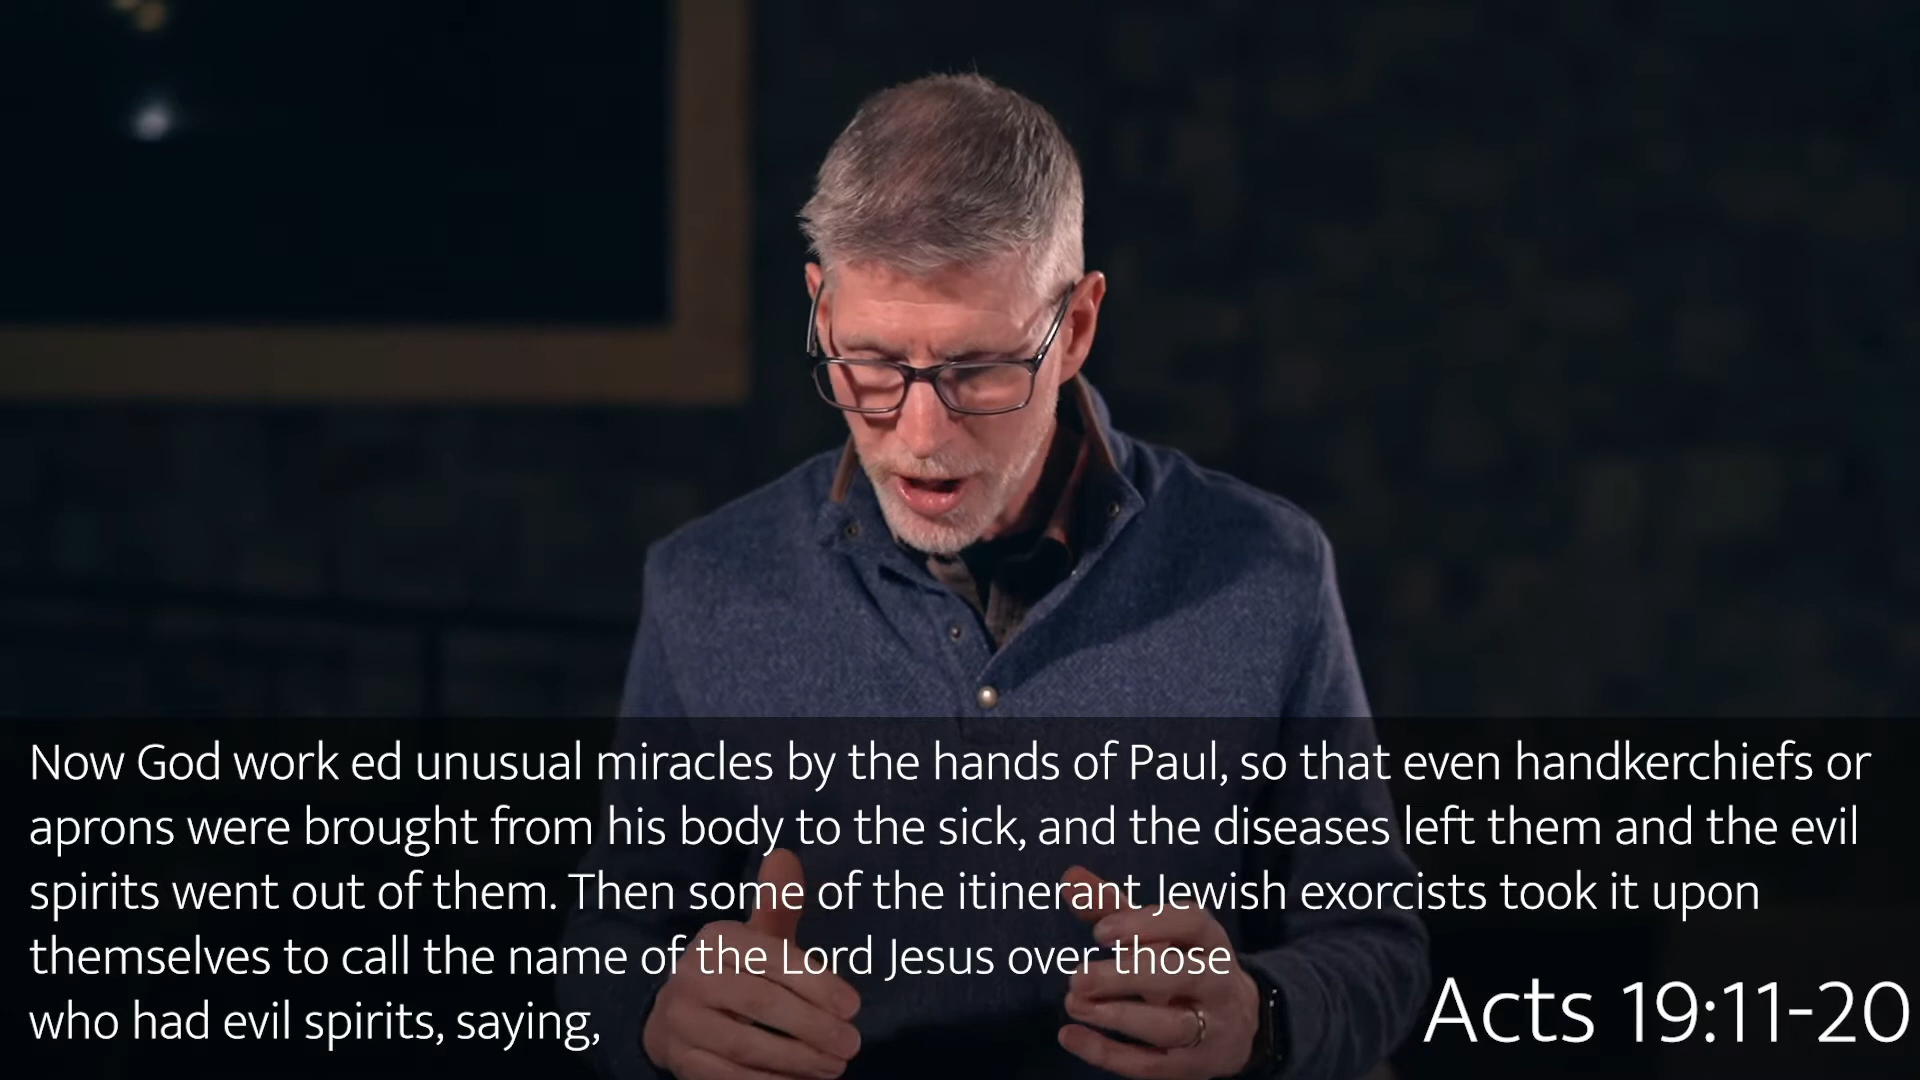 Now God work ed unusual miracles by the hands of Paul, so that even handkerchiefs or
aprons were brought from his body to the sick, and the diseases left them and the evil
spirits went out of them. Then some of the itinerant Jewish exorcists took it upon
themselves to call the name of the Lord Jesus over those
who had evil spirits, saying,
Acts 19:11-20